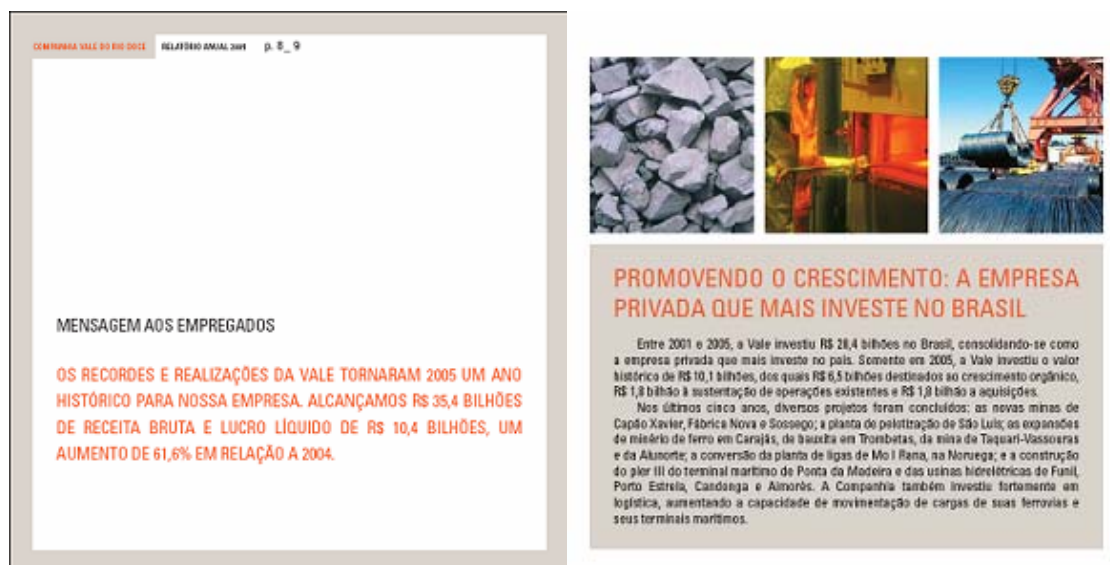 COMPANHIA VALE DO RIO DOCE RELATÓRIO ANUAL p. 8_9
MENSAGEM AOS EMPREGADOS
OS RECORDES E REALIZAÇÕES DA VALE TORNARAM 2005 UM ANO
HISTÓRICO PARA NOSSA EMPRESA. ALCANÇAMOS R$ 35,4 BILHÕES
DE RECEITA BRUTA E LUCRO LÍQUIDO DE R$ 10,4 BILHÕES, UM
AUMENTO DE 61,6% EM RELAÇÃO A 2004.
PROMOVENDO O CRESCIMENTO: A EMPRESA
PRIVADA QUE MAIS INVESTE NO BRASIL
Entre 2001 e 2005, a Vale investiu R$ 28,4 bilhões no Brasil, consolidando-se como
a empresa privada que mais investe no país. Somente em 2005, a Vale investiu o valor
histórico de R$ 10,1 bilhões, dos quais R$ 6,5 bilhões destinados ao crescimento orgânico,
R$ 1,8 bilhão à sustentação de operações existentes e R$ 1,8 bilhão a aquisições.
Nos últimos cinco anos, diversos projetos foram concluídos: as novas minas de
Capão Xavier, Fábrica Nova e Sossego; a planta de pelotização de São Luís; as expansões
de minério de ferro em Carajás, de bauxita em Trombetas, da mina de Taquari-Vassouras
e da Alunorte; a conversão da planta de ligas de Mo I Rana, na Noruega; e a construção
do píer III do terminal marítimo de Ponta da Madeira e das usinas hidrelétricas de Funil,
Porto Estrela, Candonga e Aimorés. A Companhia também investiu fortemente em
logística, aumentando a capacidade de movimentação de cargas de suas ferrovias e
seus terminais marítimos.